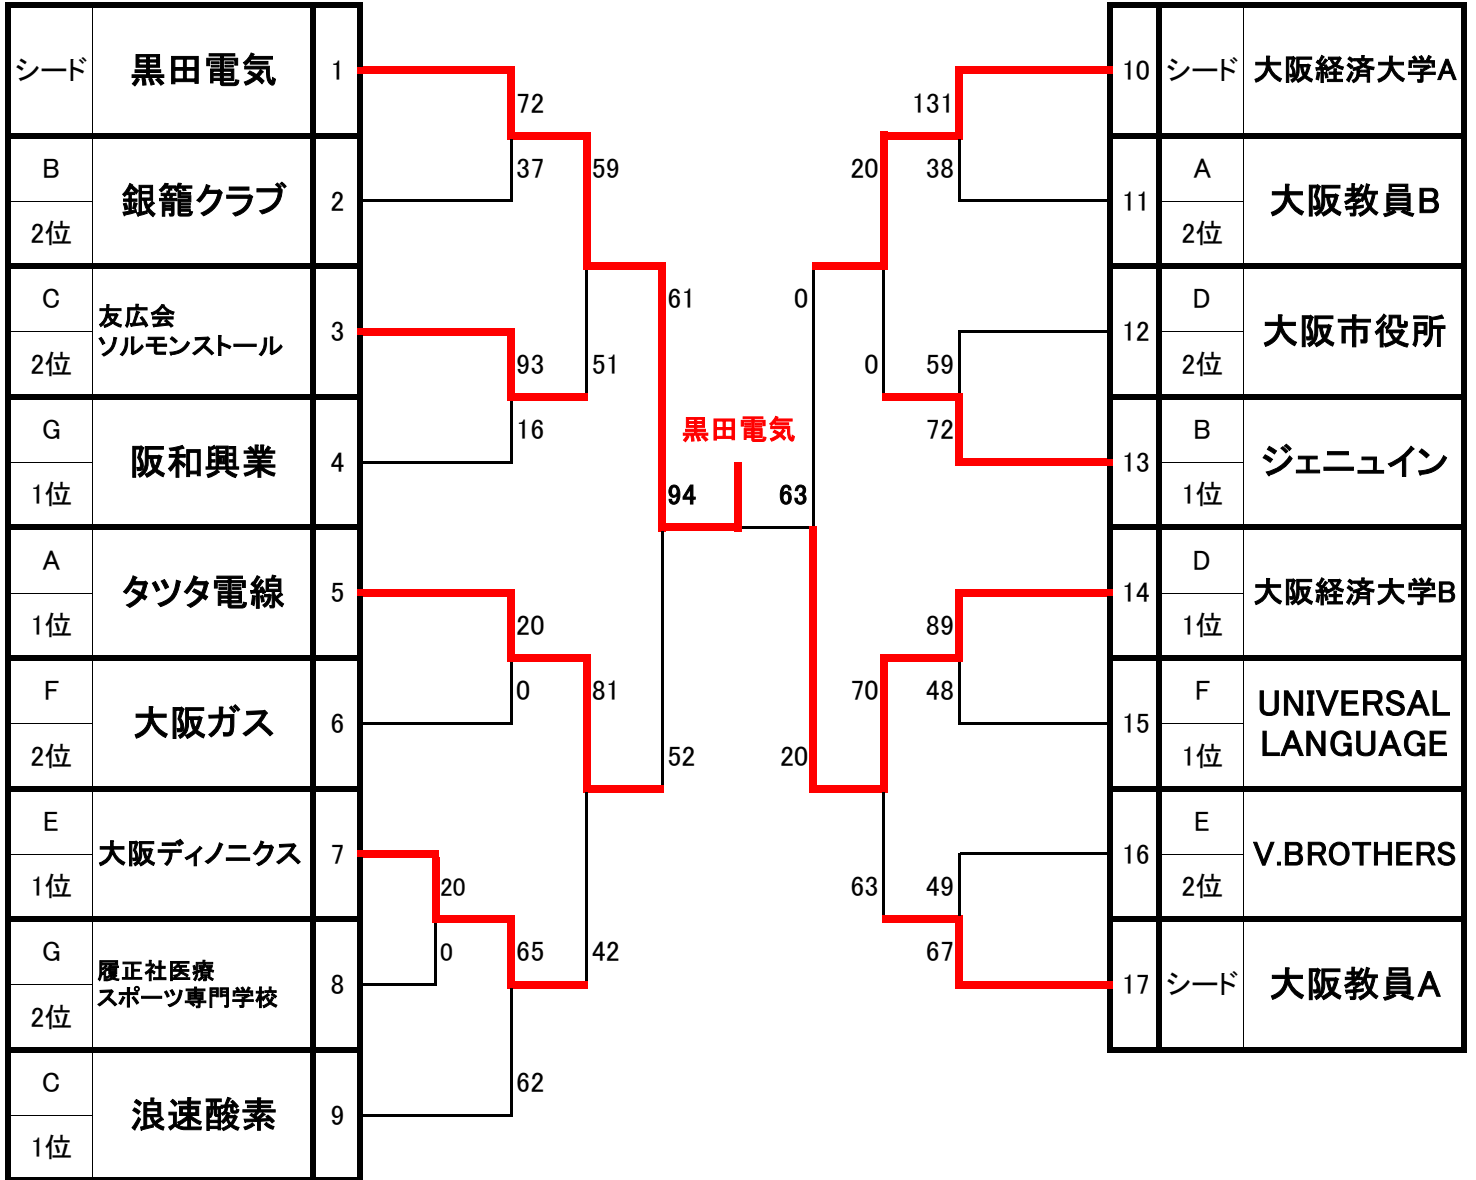 シード 黒田電気 1
B 2位 銀籠クラブ 2
C 2位 友広会
ソルモンストール 3
G 1位 阪和興業 4
A 1位 タツタ電線 5
F 2位 大阪ガス 6
E 1位 大阪ディノニクス 7
G 2位 履正社医療
スポーツ専門学校 8
C 1位 浪速酸素 9
72
37
59
93
16
51
61
20
0
81
20
0
65
62
42
52
黒田電気
94 63
131
38
20
59
72
0
0
89
48
70
49
67
63
20
10 シード 大阪経済大学A
11 A 2位 大阪教員B
12 D 2位 大阪市役所
13 B 1位 ジェニュイン
14 D 1位 大阪経済大学B
15 F 1位 UNIVERSAL
LANGUAGE
16 E 2位 V.BROTHERS
17 シード 大阪教員A